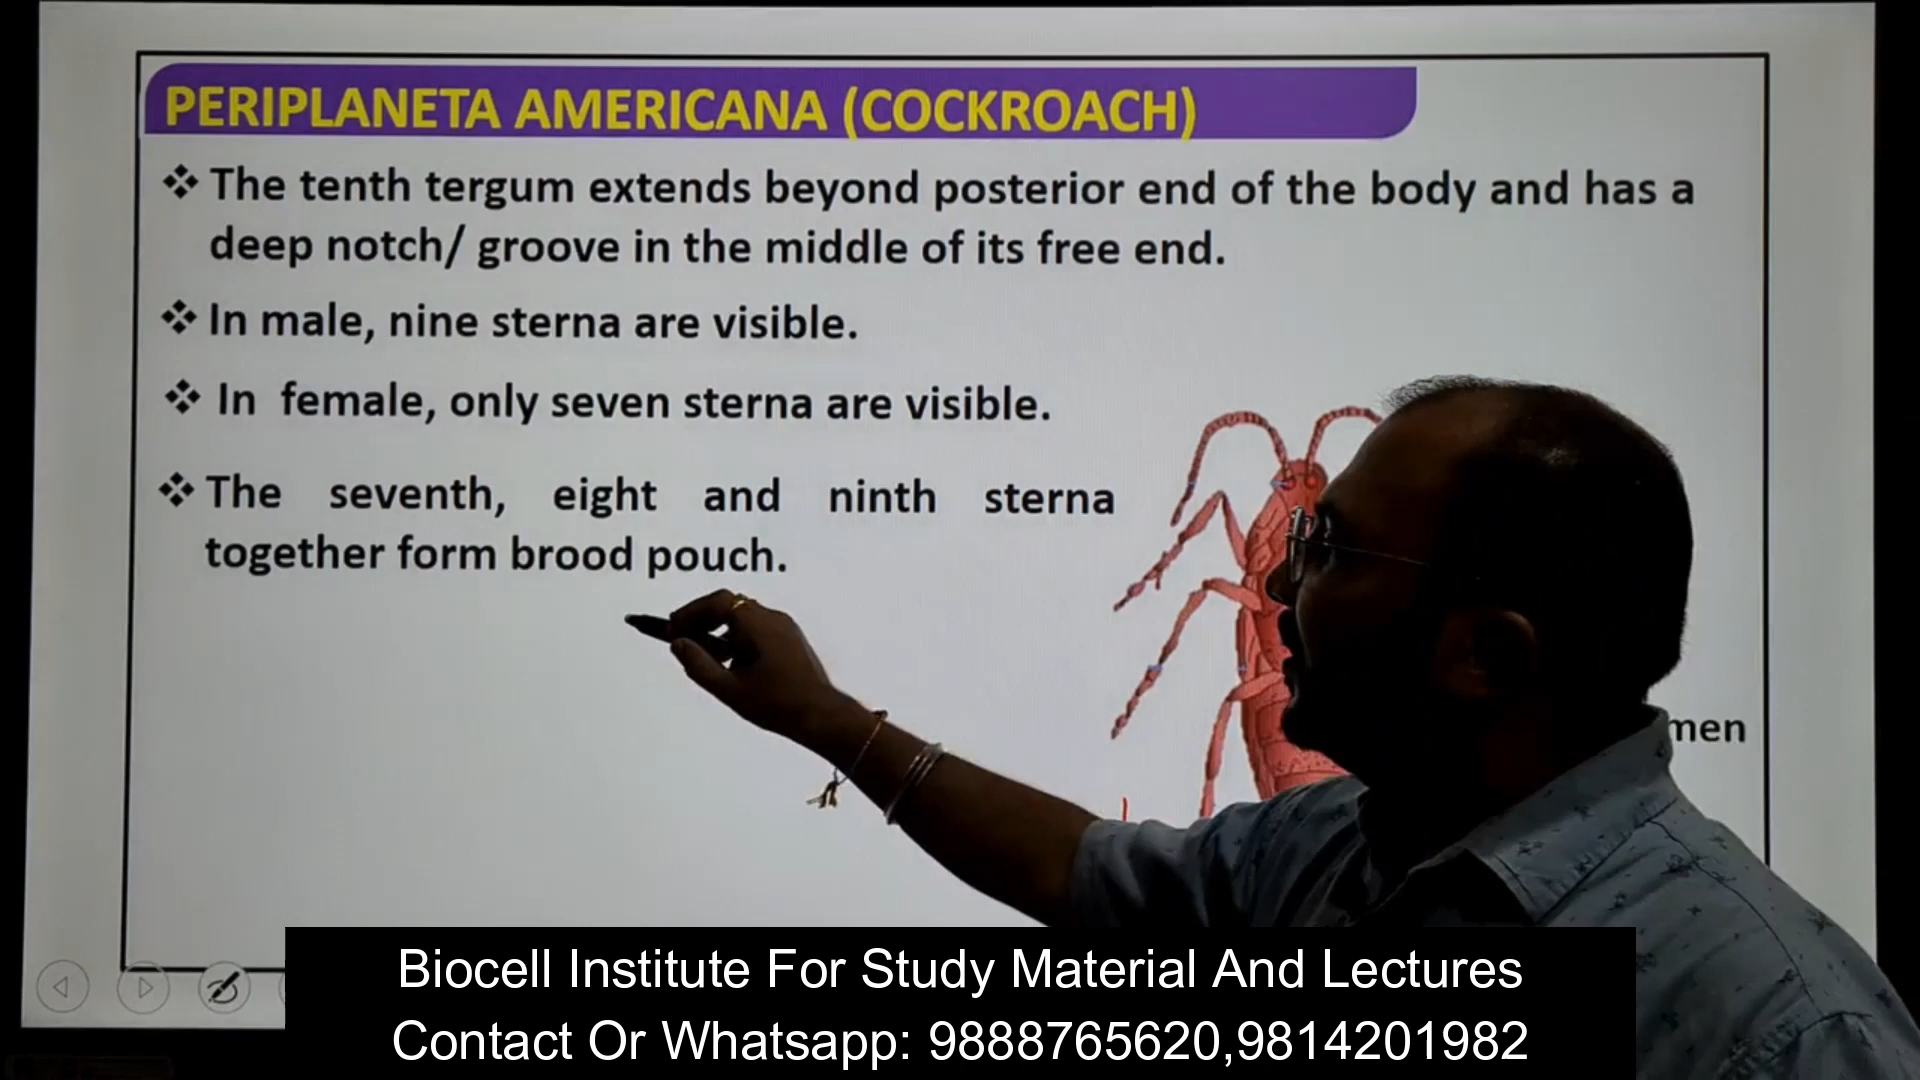 PERIPLANETA AMERICANA (COCKROACH)
❖ The tenth tergum extends beyond posterior end of the body and has a
deep notch/ groove in the middle of its free end.
❖ In male, nine sterna are visible.
❖ In female, only seven sterna are visible.
❖ The seventh, eight and ninth sterna
together form brood pouch.
men
Biocell Institute For Study Material And Lectures
Contact Or Whatsapp: 9888765620,9814201982